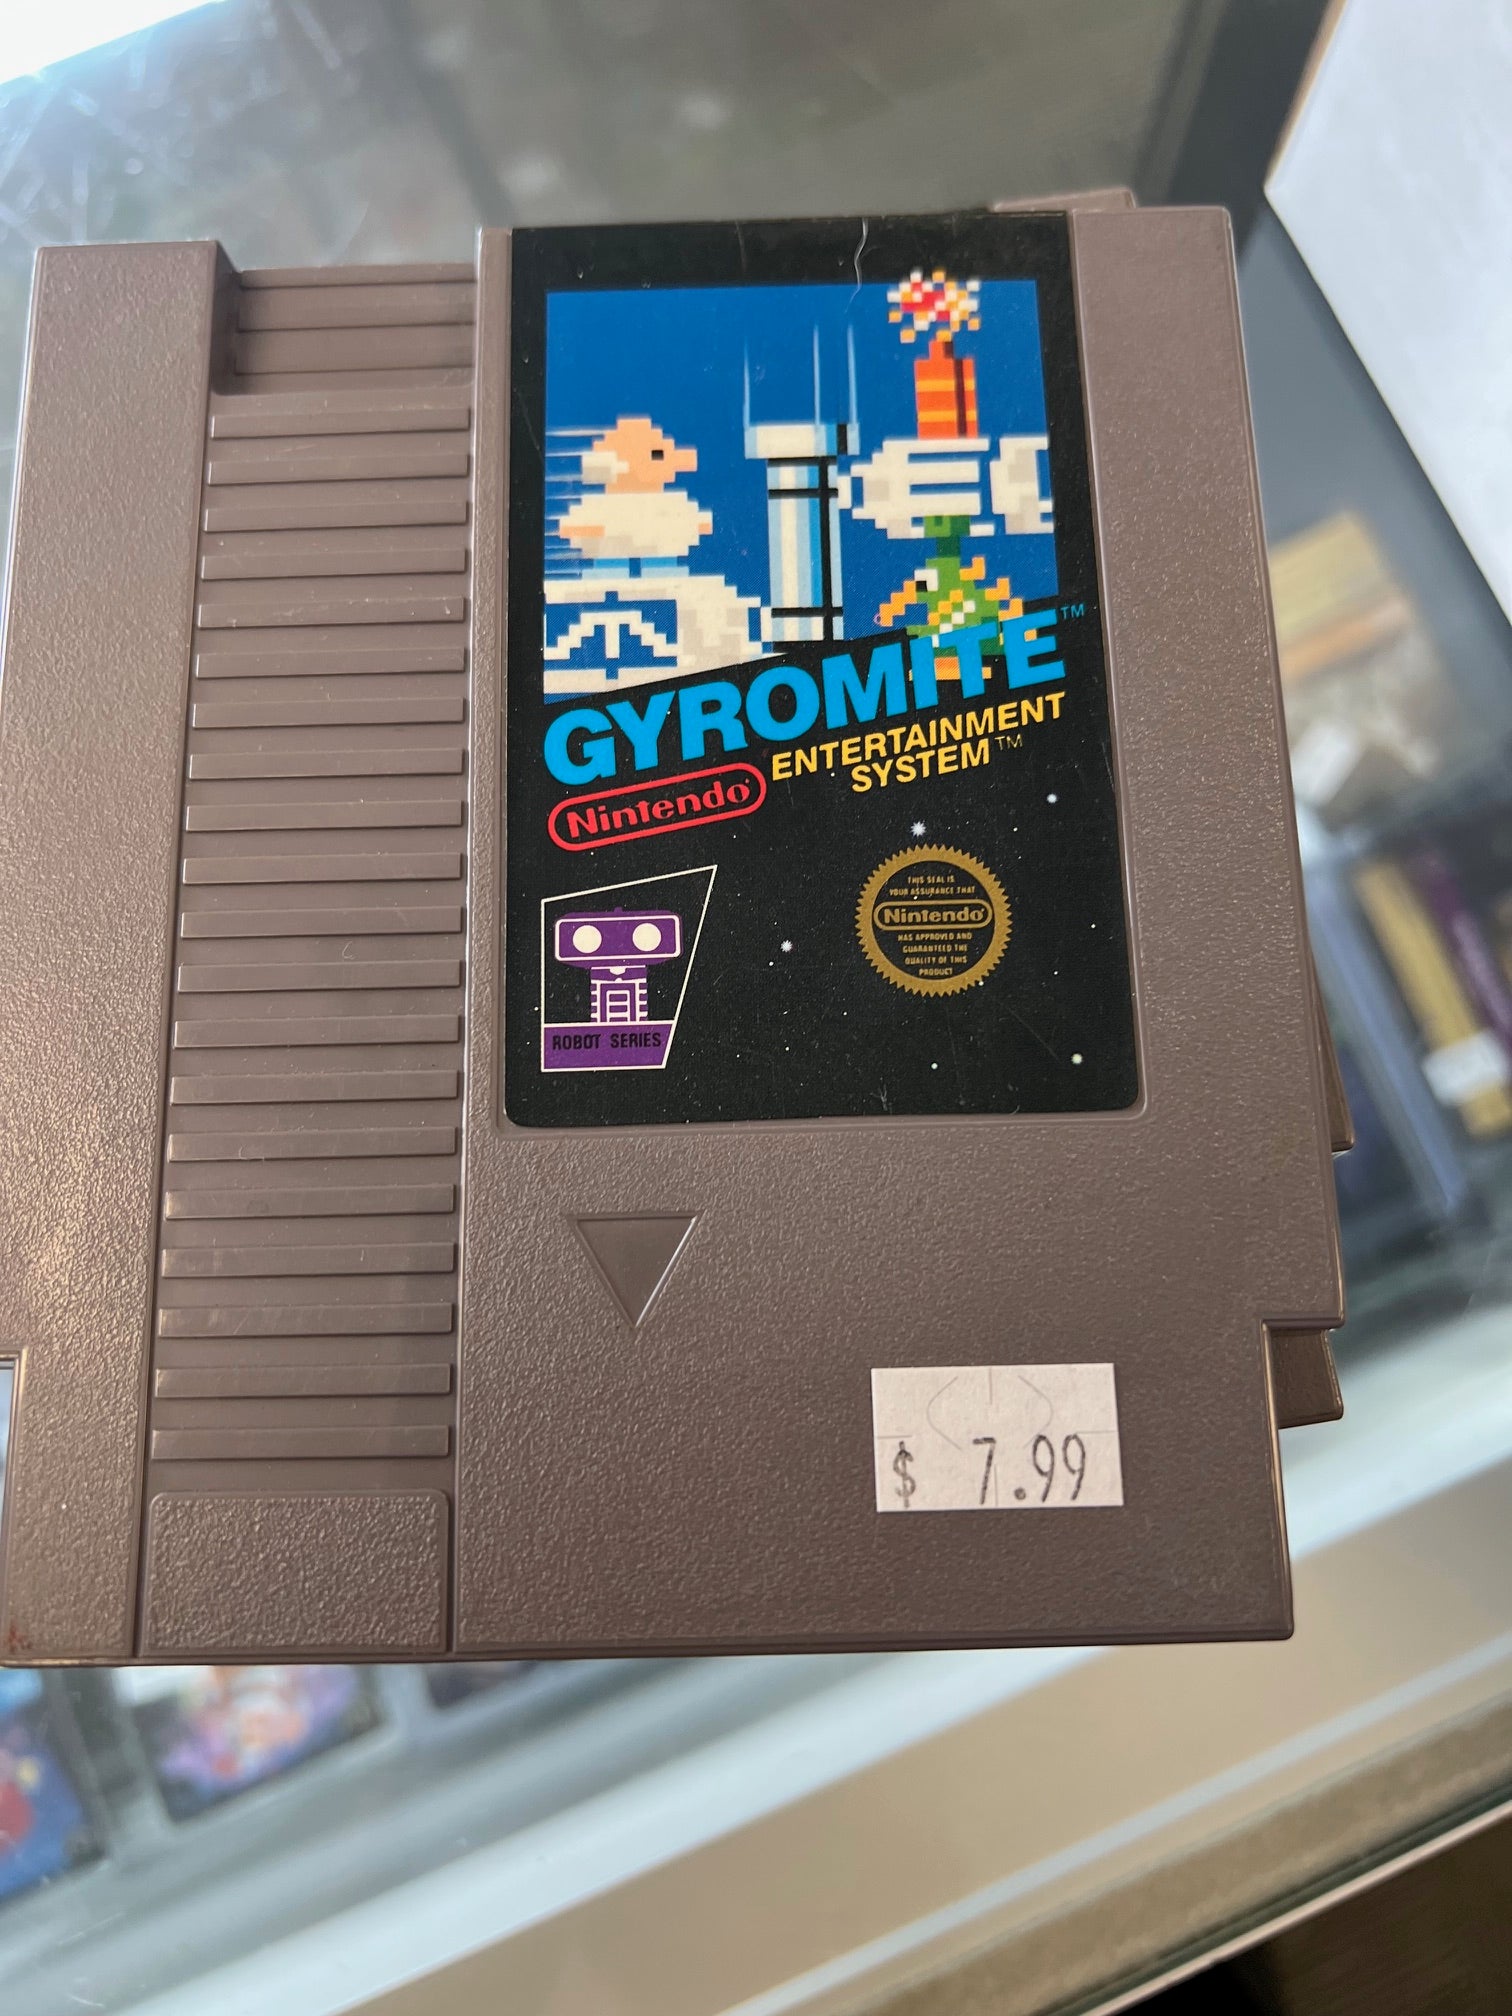 GYROMITE™
Nintendo®
ENTERTAINMENT
SYSTEM™
ROBOT SERIES
THIS SEAL IS
YOUR ASSURANCE THAT
Nintendo®
HAS APPROVED AND
GUARANTEED THE
QUALITY OF THIS
PRODUCT
$ 7.99